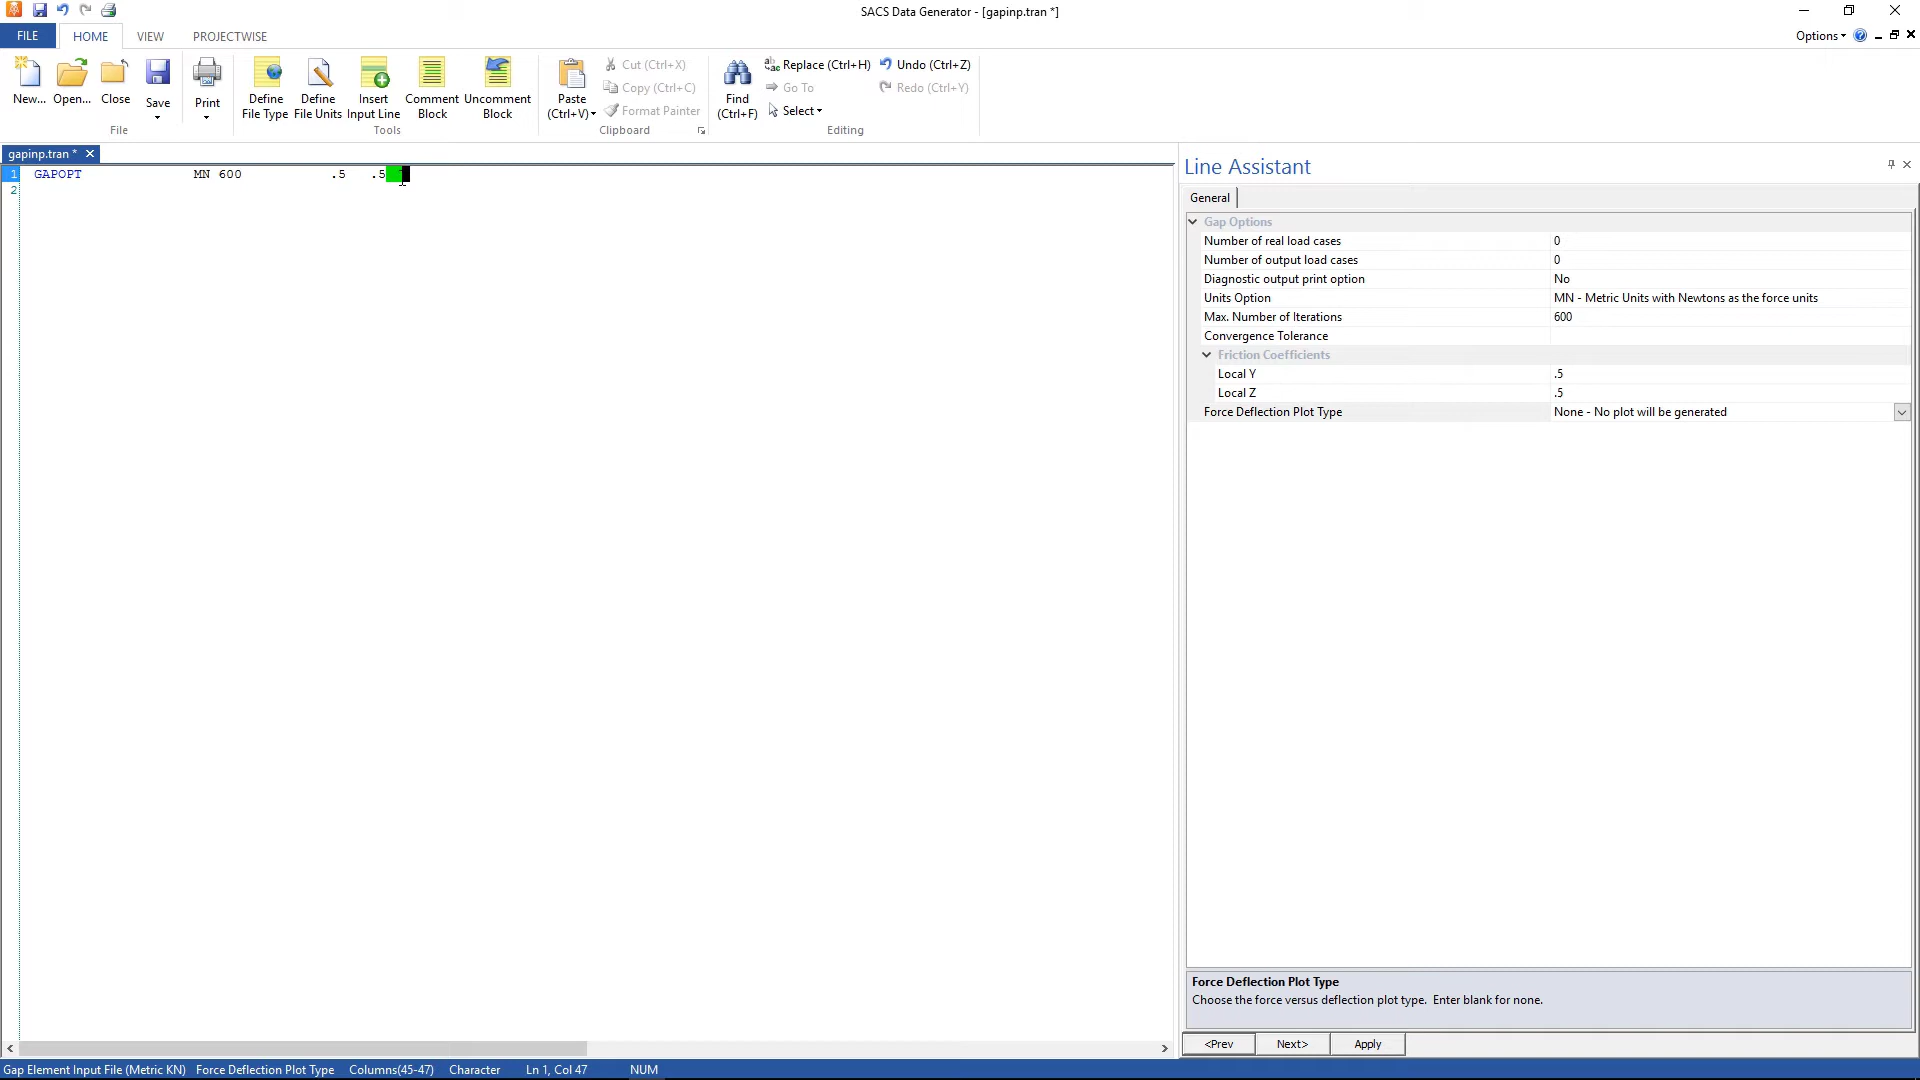 SACS Data Generator - [gapinp.tran *]
FILE HOME VIEW PROJECTWISE Options
New... Open... Close Save Print
File
Define File Type Define File Units Insert Input Line Comment Block Uncomment Block
Tools
Paste (Ctrl+V) Cut (Ctrl+X) Copy (Ctrl+C) Format Painter
Clipboard
Find (Ctrl+F) Replace (Ctrl+H) Go To Select Undo (Ctrl+Z) Redo (Ctrl+Y)
Editing
gapinp.tran *
1 GAPOPT MN 600 .5 .5
2
Line Assistant
General
Gap Options
Number of real load cases 0
Number of output load cases 0
Diagnostic output print option No
Units Option MN - Metric Units with Newtons as the force units
Max. Number of Iterations 600
Convergence Tolerance
Friction Coefficients
Local Y .5
Local Z .5
Force Deflection Plot Type None - No plot will be generated
Force Deflection Plot Type
Choose the force versus deflection plot type. Enter blank for none.
<Prev Next> Apply
Gap Element Input File (Metric KN) Force Deflection Plot Type Columns(45-47) Character Ln 1, Col 47 NUM